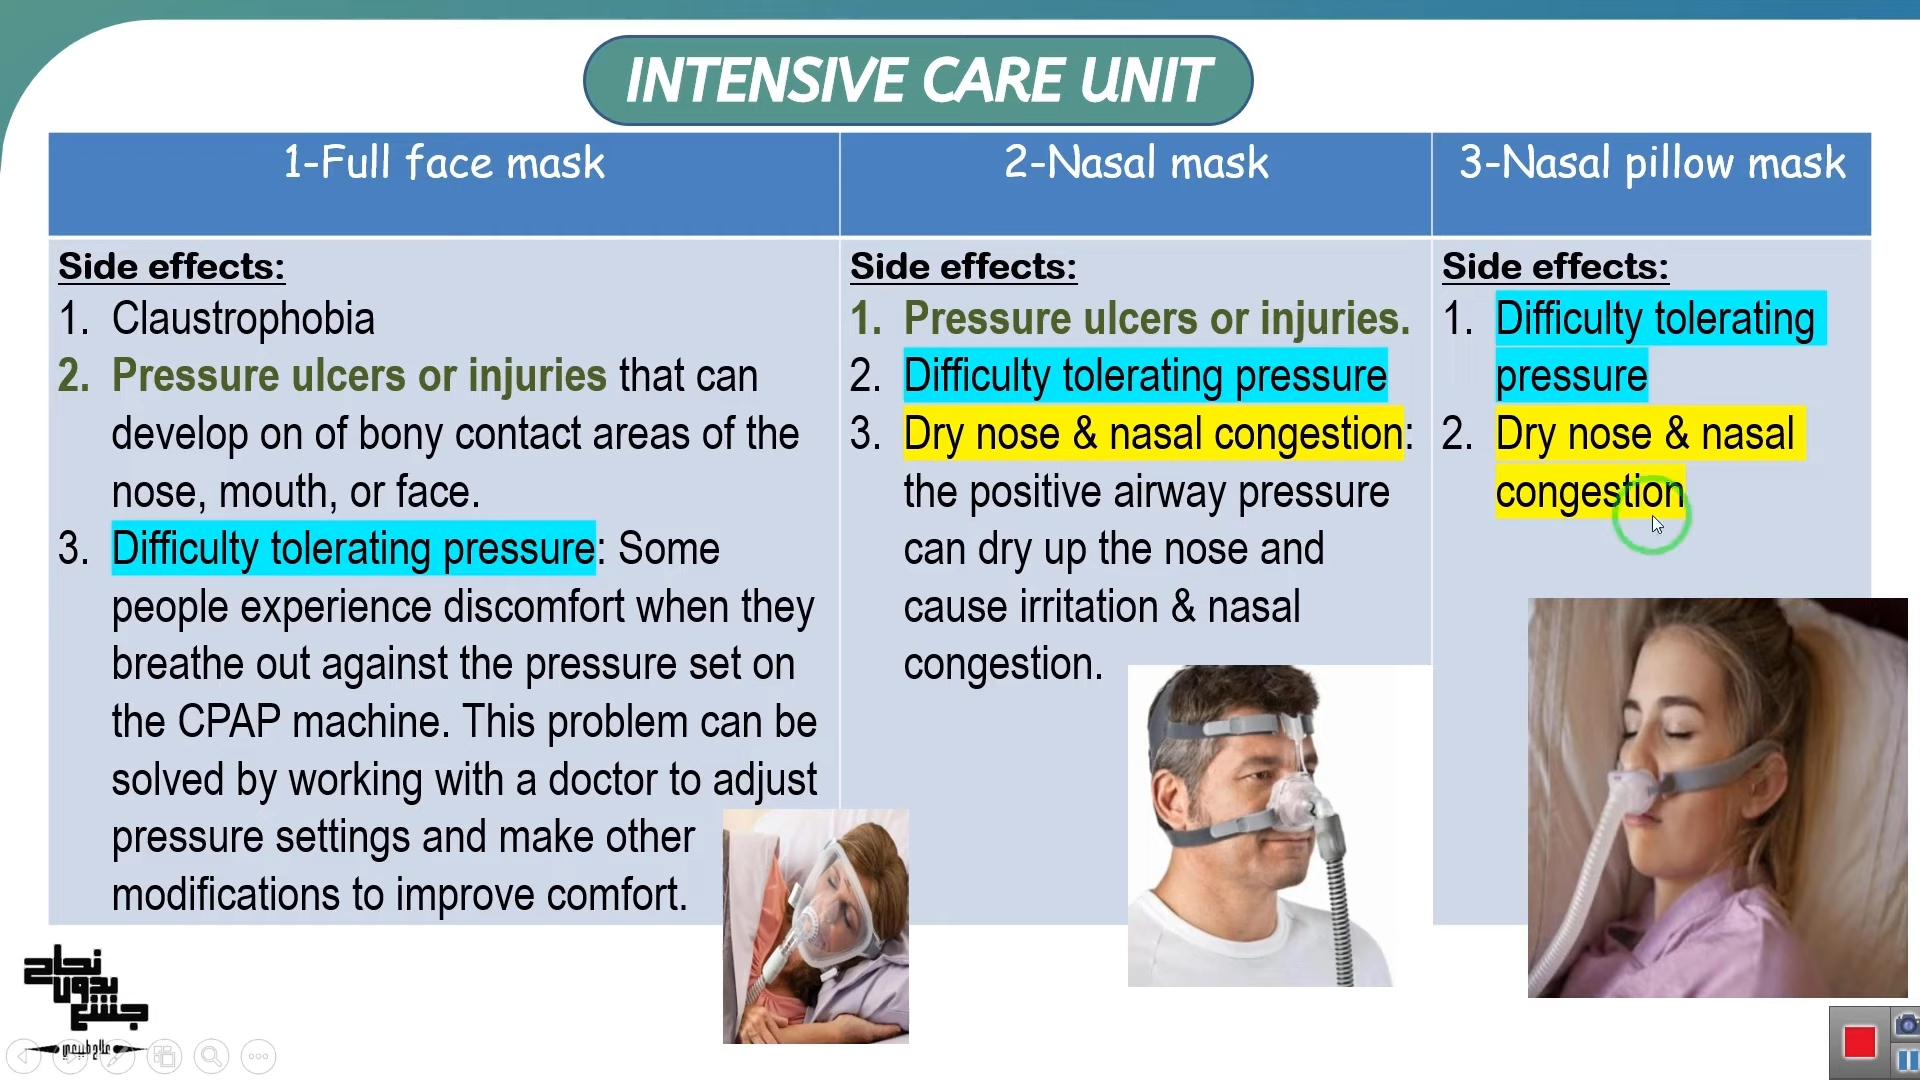 INTENSIVE CARE UNIT
1-Full face mask
2-Nasal mask
3-Nasal pillow mask
Side effects:
1. Claustrophobia
2. Pressure ulcers or injuries that can
develop on of bony contact areas of the
nose, mouth, or face.
3. Difficulty tolerating pressure: Some
people experience discomfort when they
breathe out against the pressure set on
the CPAP machine. This problem can be
solved by working with a doctor to adjust
pressure settings and make other
modifications to improve comfort.
Side effects:
1. Pressure ulcers or injuries.
2. Difficulty tolerating pressure
3. Dry nose & nasal congestion:
the positive airway pressure
can dry up the nose and
cause irritation & nasal
congestion.
Side effects:
1. Difficulty tolerating
pressure
2. Dry nose & nasal
congestion
نجاح
بدون
جشع
علاج طبيعي